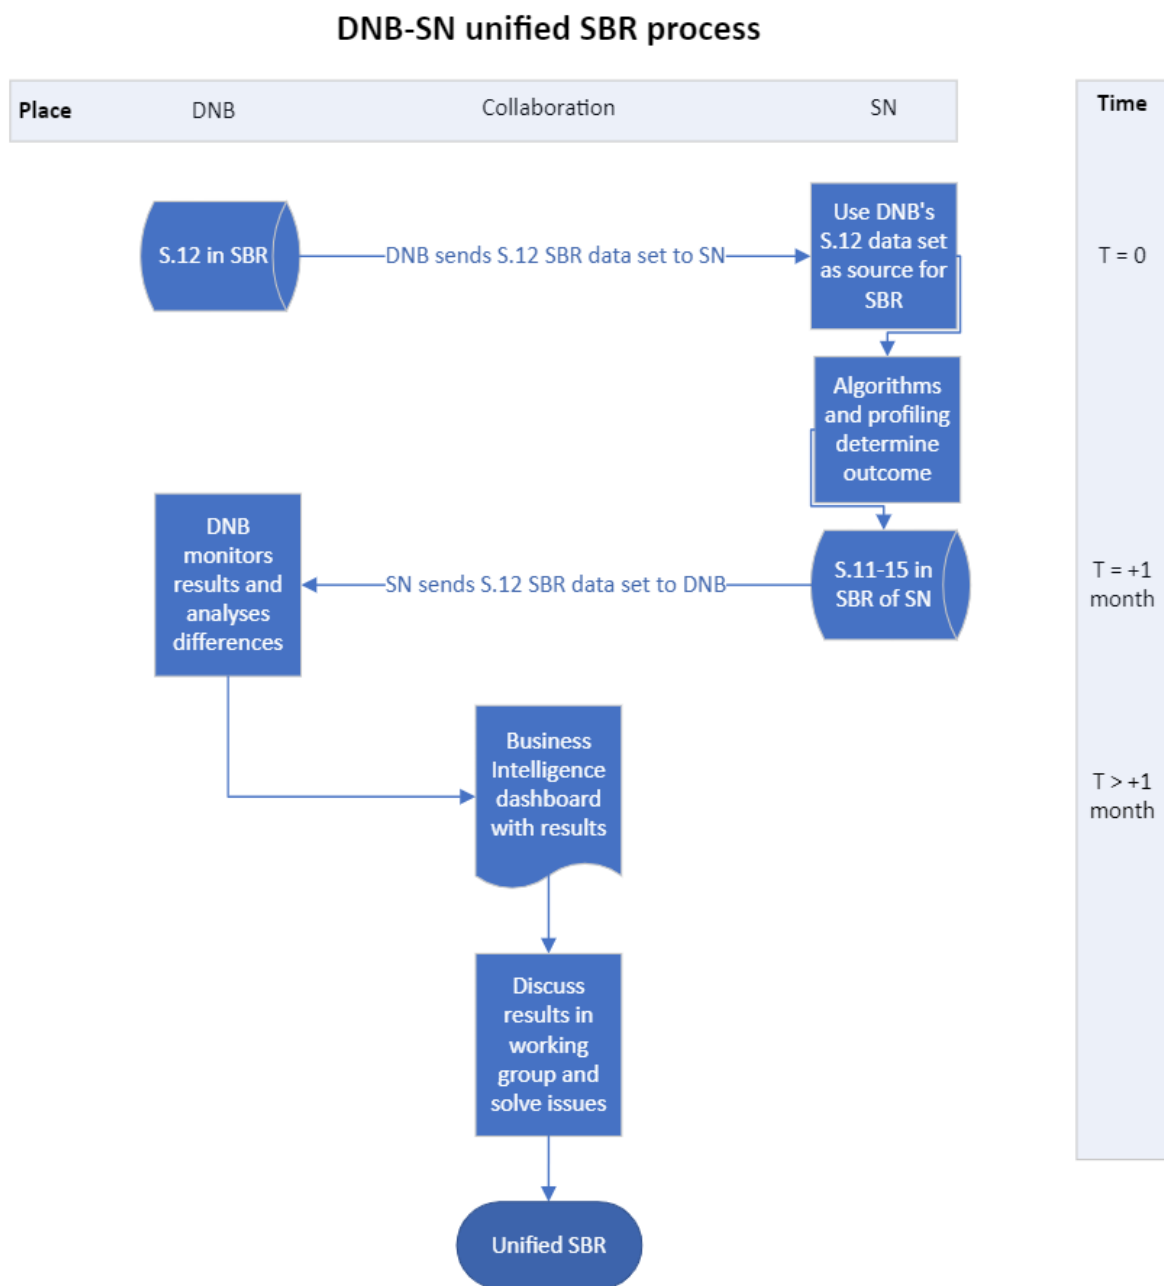 DNB-SN unified SBR process
Place
DNB
Collaboration
SN
Time
S.12 in SBR
DNB sends S.12 SBR data set to SN
Use DNB's
S.12 data set
as source for
SBR
T = 0
Algorithms
and profiling
determine
outcome
DNB
monitors
results and
analyses
differences
SN sends S.12 SBR data set to DNB
S.11-15 in
SBR of SN
T = +1
month
Business
Intelligence
dashboard
with results
T > +1
month
Discuss
results in
working
group and
solve issues
Unified SBR